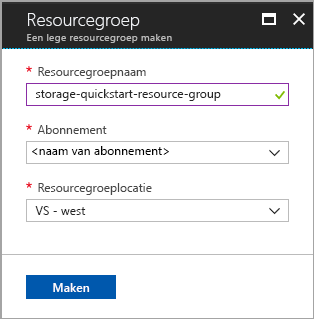 Resourcegroep
Een lege resourcegroep maken
* Resourcegroepnaam
storage-quickstart-resource-group
* Abonnement
<naam van abonnement>
* Resourcegroeplocatie
VS - west
Maken